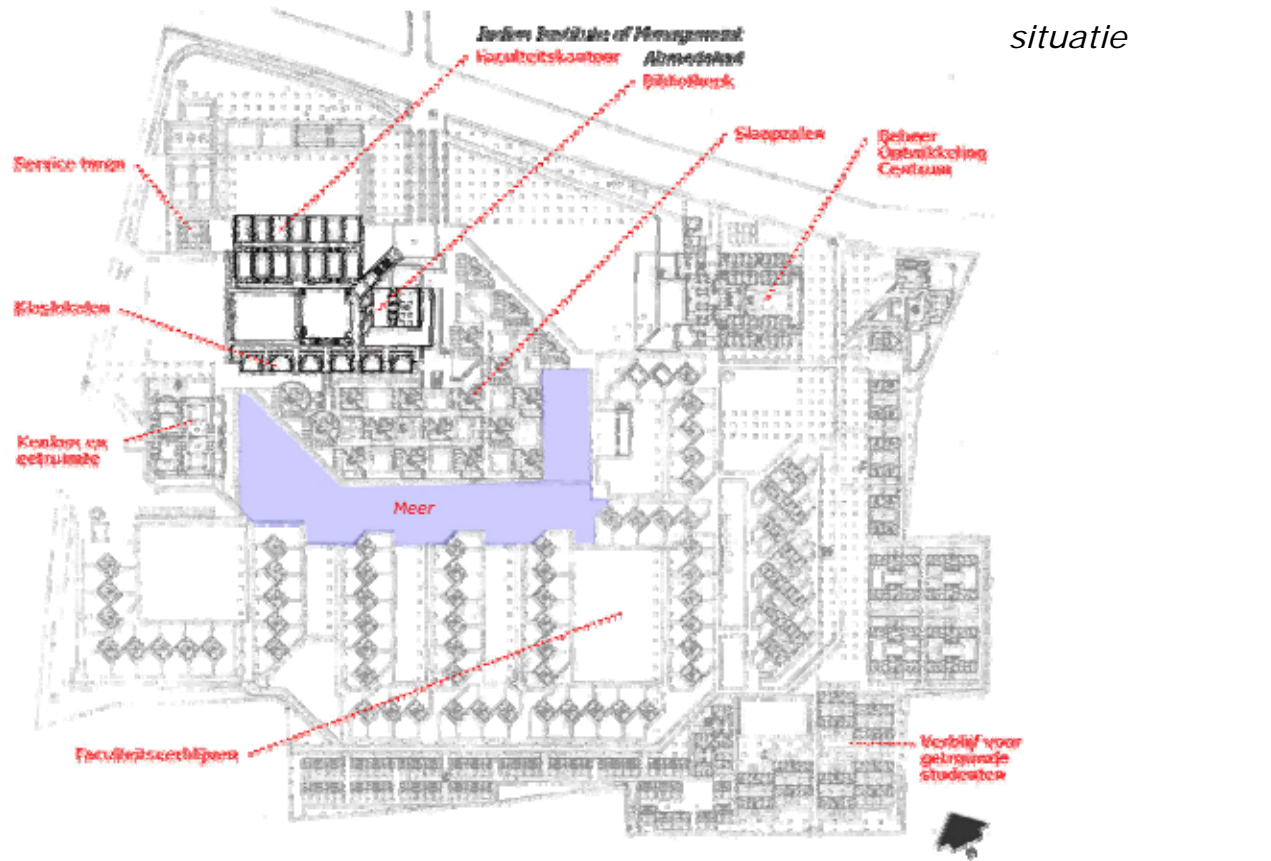 situatie
Indian Institute of Management
Ahmedabad
Faculteitskantoor
Bibliotheek
Slaapzalen
Beheer
Ontwikkeling
Centrum
Service toren
Klaslokalen
Keuken en
eetruimte
Meer
Faculteitsverblijven
Verblijf voor
getrouwde
studenten